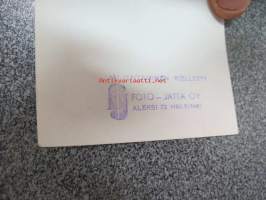 Antikvariaatti.net
FOTO – JATTA OY
ALEKSI 22 HELSINKI